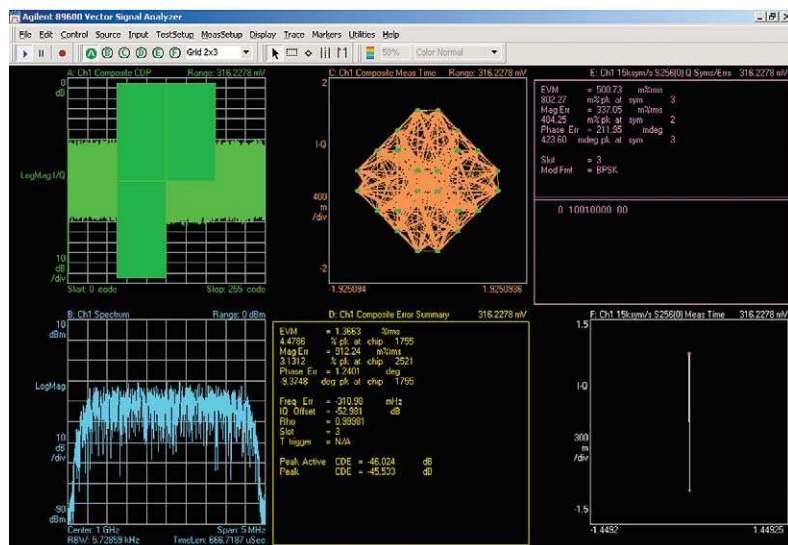 Agilent 89600 Vector Signal Analyzer
File Edit Control Source Input TestSetup MeasSetup Display Trace Markers Utilities Window Help
A B C D E F Grid 2x3 50% Color Normal
A: Ch1 Composite CDP Range: 316.2278 mV
0
dB
LogMag I/Q
10
dB
/div
Start: 0 code Stop: 255 code
C: Ch1 Composite Meas Time Range: 316.2278 mV
2
I-Q
400
m
/div
-2
-1.925094 1.9250936
E: Ch1 15ksym/s S256[0] Q Syms/Errs 316.2278 mV
EVM = 500.73 m%rms
802.27 m% pk at sym 3
Mag Err = 337.05 m%rms
404.25 m% pk at sym 2
Phase Err = 211.95 mdeg
423.60 mdeg pk at sym 3
Slot = 3
Mod Fmt = BPSK
0 10010000 00
B: Ch1 Spectrum Range: 0 dBm
10
dBm
LogMag
10
dB
/div
-90
dBm
Center: 1 GHz Span: 5 MHz
RBW: 5.72859 kHz TimeLen: 666.7187 uSec
D: Ch1 Composite Error Summary 316.2278 mV
EVM = 1.3663 %rms
4.4786 % pk at chip 1755
Mag Err = 912.24 m%rms
3.1312 % pk at chip 2521
Phase Err = 1.2401 deg
-9.3748 deg pk at chip 1755
Freq Err = -310.90 mHz
IQ Offset = -52.981 dB
Rho = 0.99981
Slot = 3
T trigger = N/A
Peak Active CDE = -46.024 dB
Peak CDE = -45.533 dB
F: Ch1 15ksym/s S256[0] Meas Time 316.2278 mV
1.5
I-Q
300
m
/div
-1.5
-1.4492 1.44925